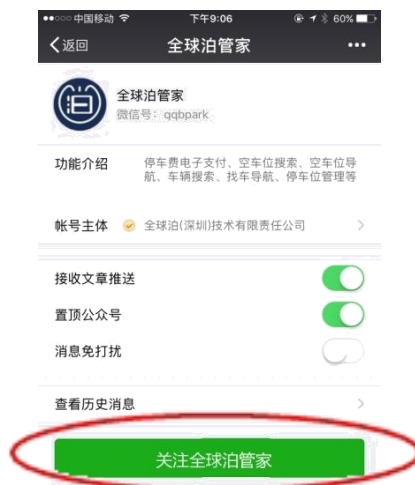 中国移动 下午9:06 60%
返回 全球泊管家
全球泊管家
微信号: qqbpark
功能介绍 停车费电子支付、空车位搜索、空车位导
航、车辆搜索、找车导航、停车位管理等
帐号主体 全球泊(深圳)技术有限责任公司
接收文章推送
置顶公众号
消息免打扰
查看历史消息
关注全球泊管家